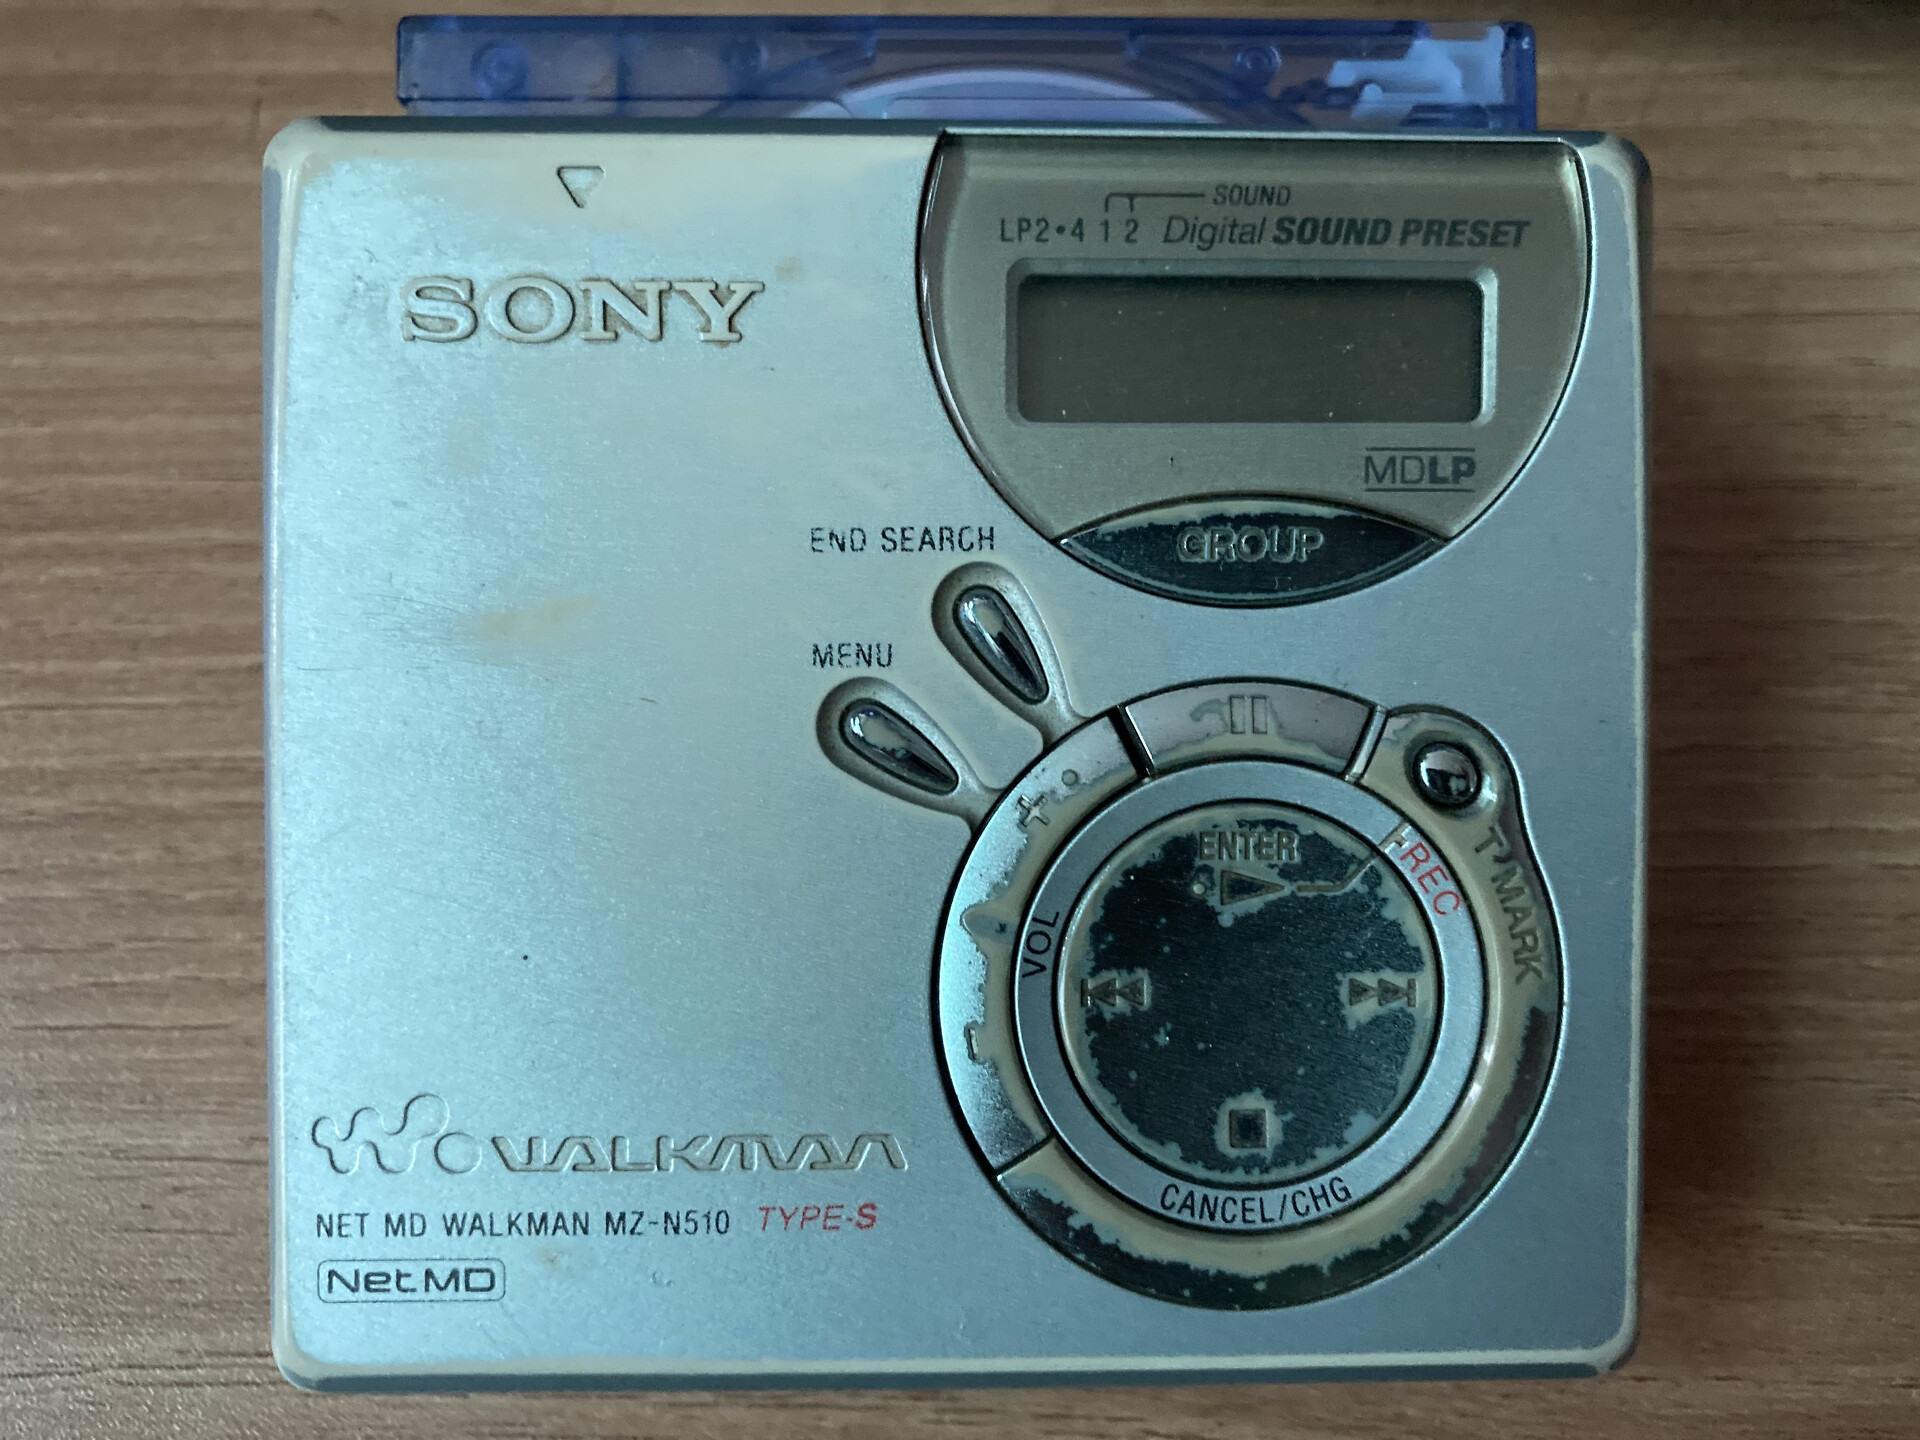 SOUND
LP2•4 1 2 Digital SOUND PRESET
SONY
MDLP
GROUP
END SEARCH
MENU
ENTER
REC
T MARK
VOL
CANCEL/CHG
WALKMAN
NET MD WALKMAN MZ-N510 TYPE-S
Net MD